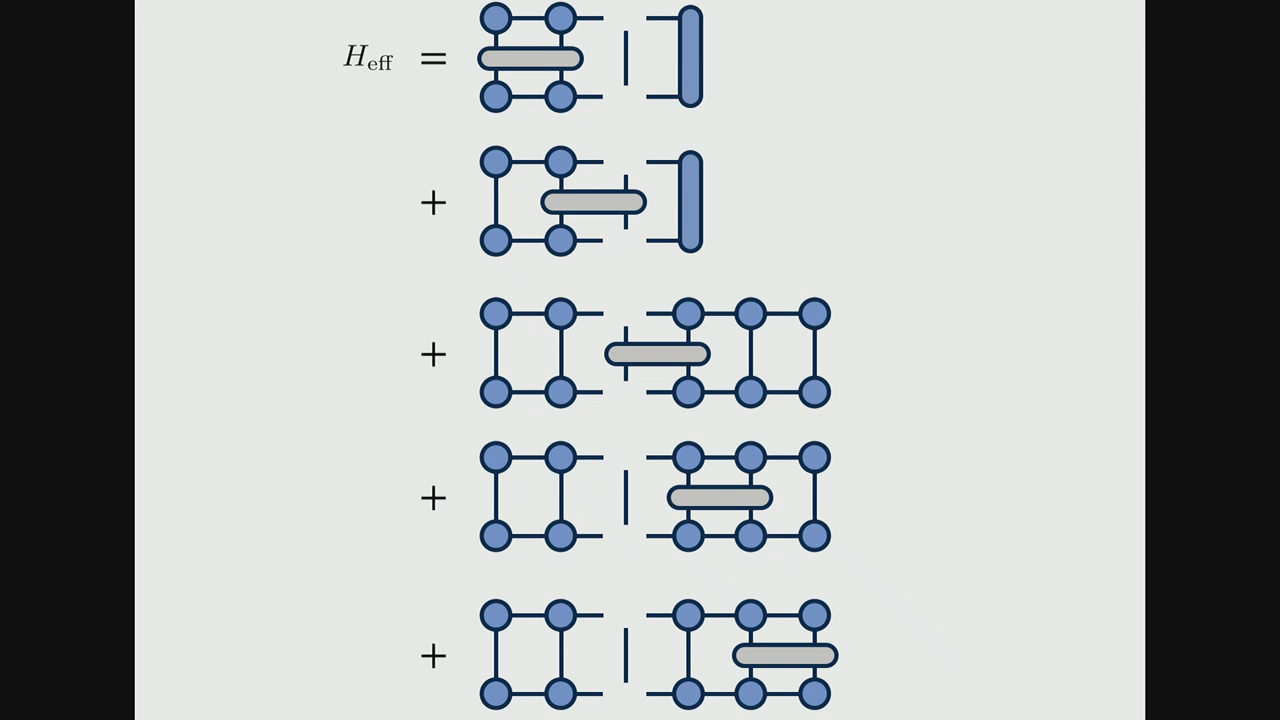 H_eff =
+
+
+
+